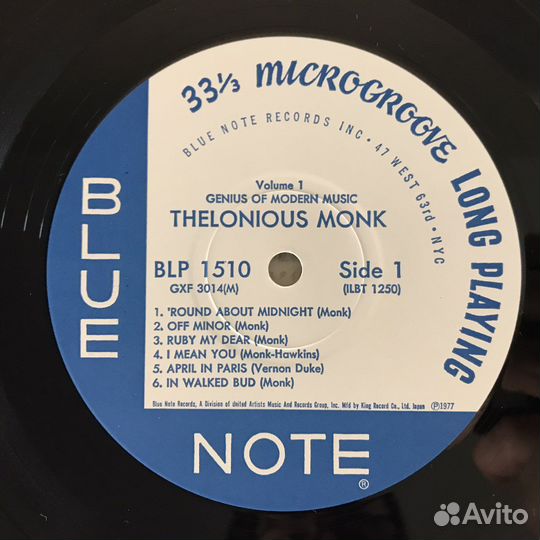 33 1/3 MICROGROOVE LONG PLAYING
BLUE NOTE RECORDS INC • 47 WEST 63rd • NYC
Volume 1
GENIUS OF MODERN MUSIC
THELONIOUS MONK
BLP 1510 Side 1
GXF 3014(M) (ILBT 1250)
1. 'ROUND ABOUT MIDNIGHT (Monk)
2. OFF MINOR (Monk)
3. RUBY MY DEAR (Monk)
4. I MEAN YOU (Monk-Hawkins)
5. APRIL IN PARIS (Vernon Duke)
6. IN WALKED BUD (Monk)
Blue Note Records, A Division of United Artists Music And Records Group, Inc. Mfd by King Record Co., Ltd. Japan Ⓟ1977
BLUE
NOTE®
Avito